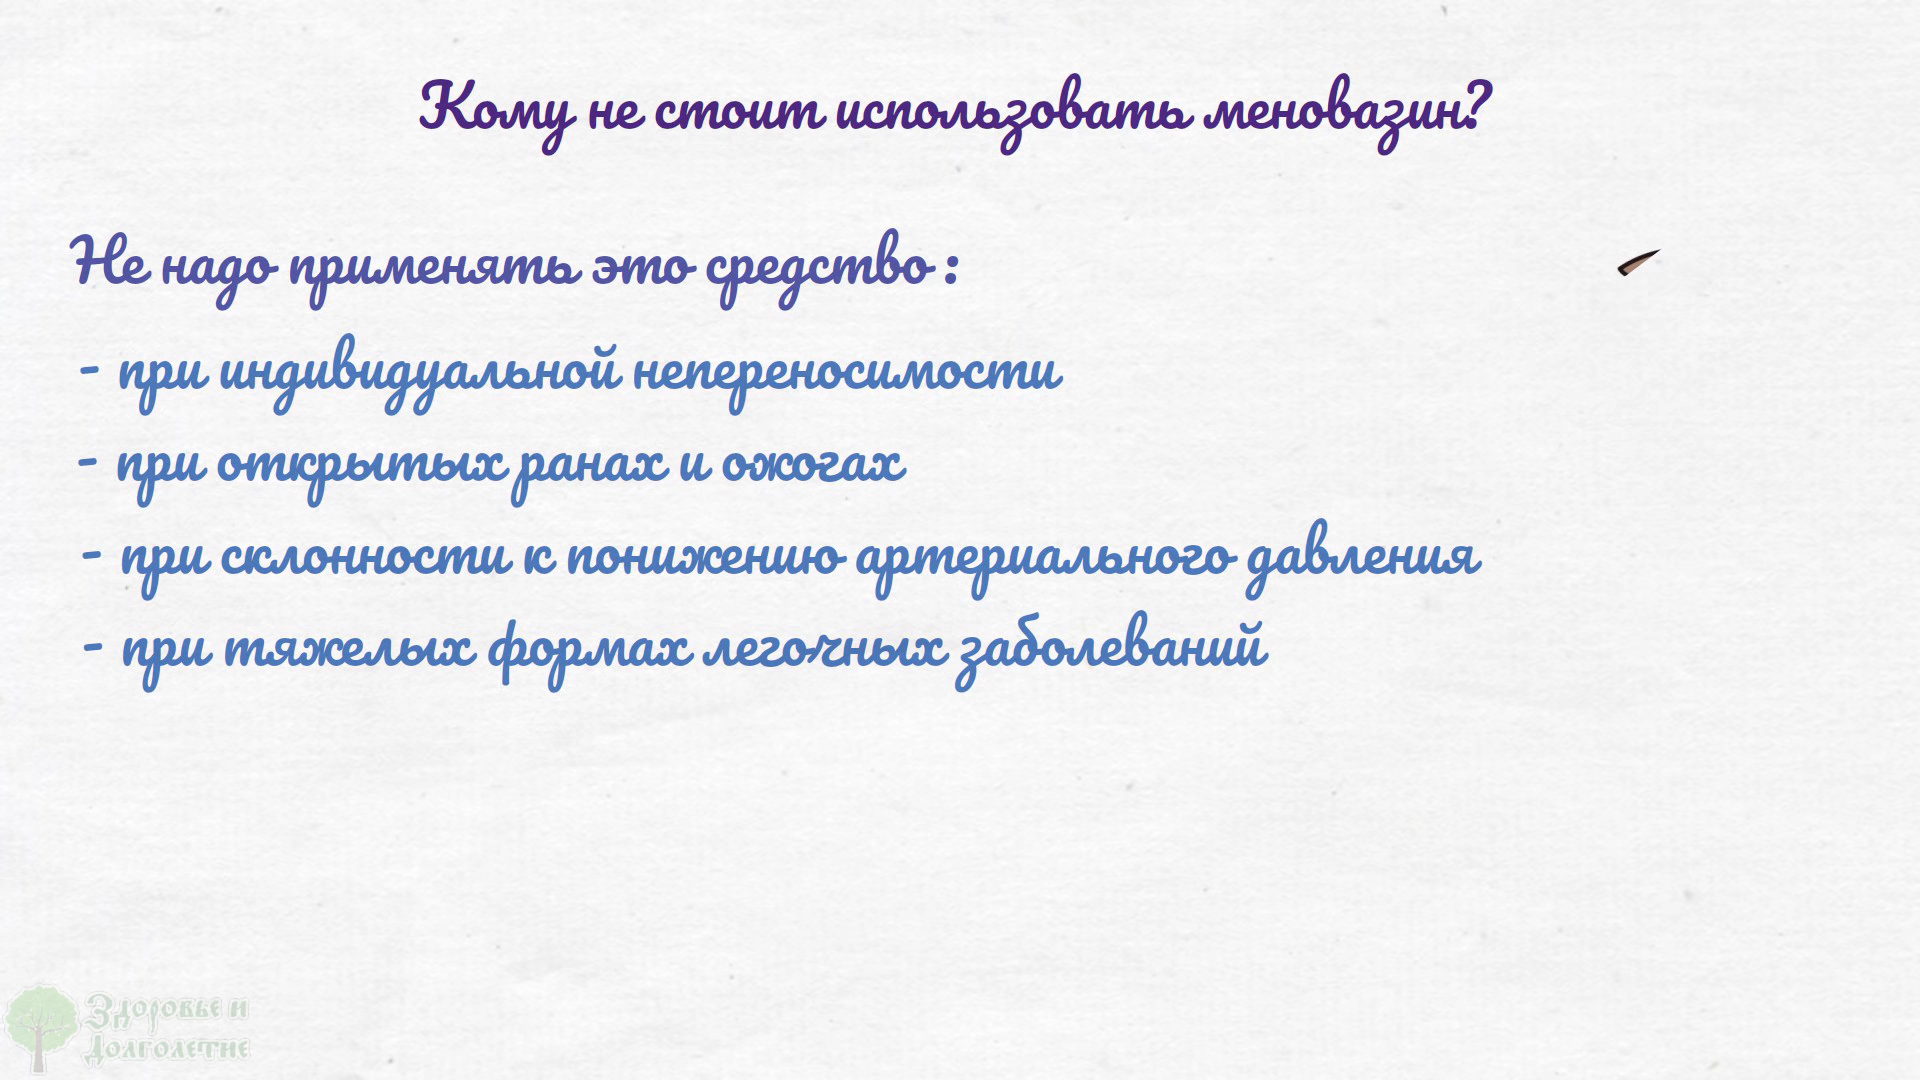 Кому не стоит использовать меновазин?
Не надо применять это средство :
- при индивидуальной непереносимости
- при открытых ранах и ожогах
- при склонности к понижению артериального давления
- при тяжелых формах легочных заболеваний
Здоровье и
Долголетие